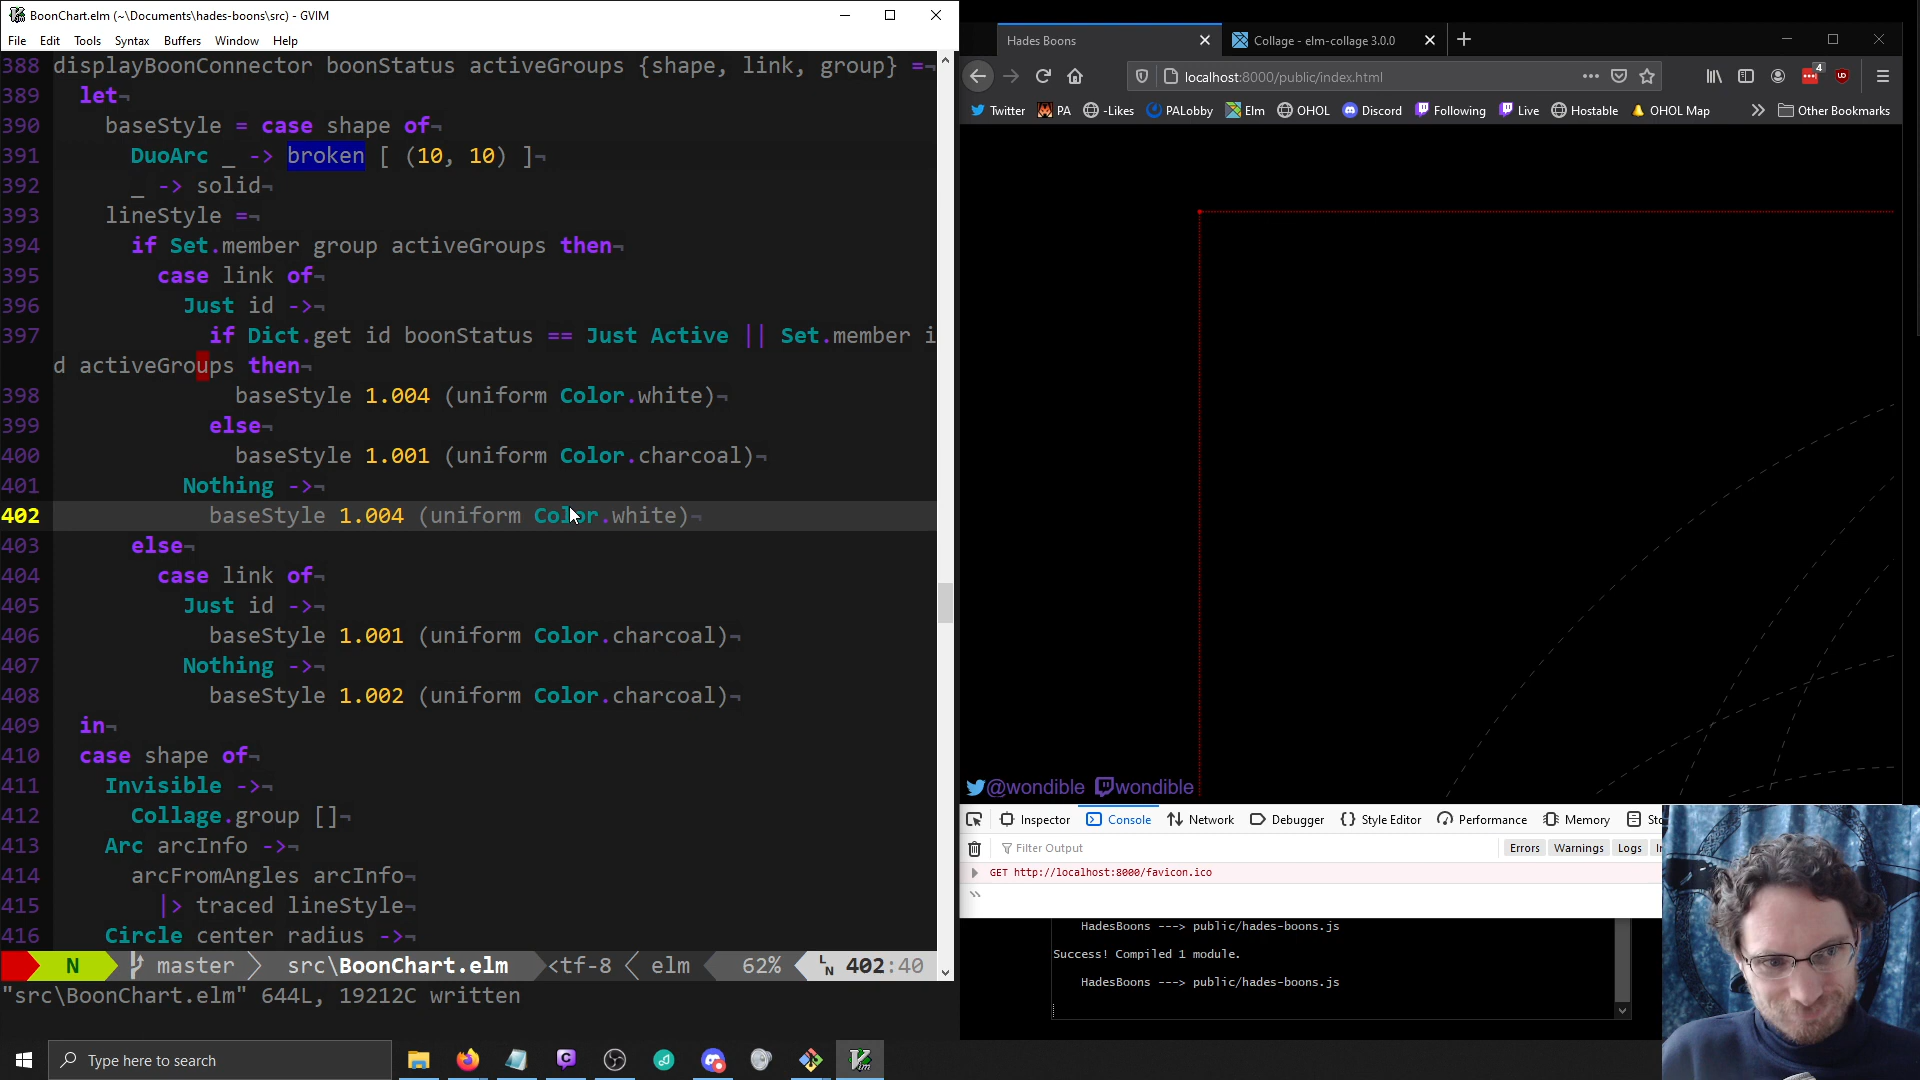 BoonChart.elm (~\Documents\hades-boons\src) - GVIM
File Edit Tools Syntax Buffers Window Help
388 displayBoonConnector boonStatus activeGroups {shape, link, group} =¬
389 let¬
390 baseStyle = case shape of¬
391 DuoArc _ -> broken [ (10, 10) ]¬
392 _ -> solid¬
393 lineStyle =¬
394 if Set.member group activeGroups then¬
395 case link of¬
396 Just id ->¬
397 if Dict.get id boonStatus == Just Active || Set.member i
d activeGroups then¬
398 baseStyle 1.004 (uniform Color.white)¬
399 else¬
400 baseStyle 1.001 (uniform Color.charcoal)¬
401 Nothing ->¬
402 baseStyle 1.004 (uniform Color.white)¬
403 else¬
404 case link of¬
405 Just id ->¬
406 baseStyle 1.001 (uniform Color.charcoal)¬
407 Nothing ->¬
408 baseStyle 1.002 (uniform Color.charcoal)¬
409 in¬
410 case shape of¬
411 Invisible ->¬
412 Collage.group []¬
413 Arc arcInfo ->¬
414 arcFromAngles arcInfo¬
415 |> traced lineStyle¬
416 Circle center radius ->¬
N master src\BoonChart.elm <tf-8 elm 62% LN 402:40
"src\BoonChart.elm" 644L, 19212C written
Hades Boons
Collage - elm-collage 3.0.0
localhost:8000/public/index.html
4
Twitter PA -Likes PALobby Elm OHOL Discord Following Live Hostable OHOL Map Other Bookmarks
@wondible wondible
Inspector Console Network Debugger Style Editor Performance Memory Sto
Filter Output Errors Warnings Logs I
GET http://localhost:8000/favicon.ico
HadesBoons ---> public/hades-boons.js
Success! Compiled 1 module.
HadesBoons ---> public/hades-boons.js
Type here to search